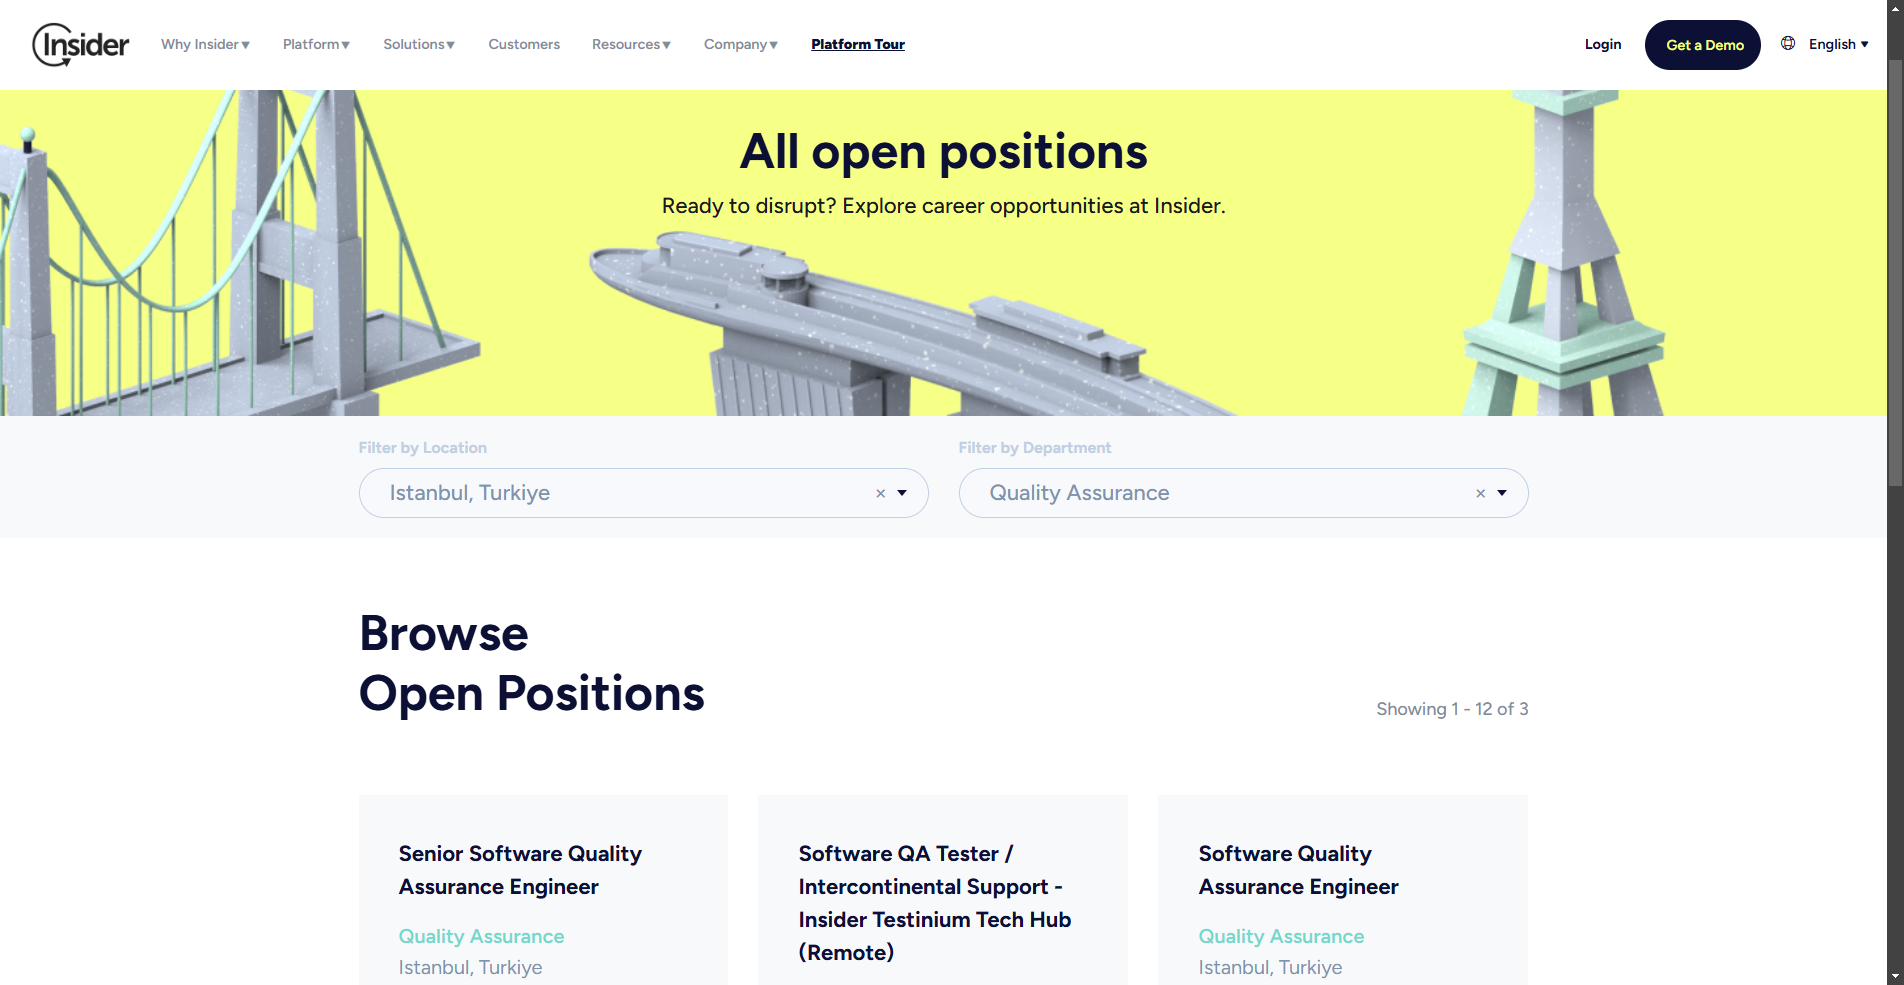 Insider
Why Insider▼ Platform▼ Solutions▼ Customers Resources▼ Company▼ Platform Tour Login Get a Demo English ▼
All open positions
Ready to disrupt? Explore career opportunities at Insider.
Filter by Location
Istanbul, Turkiye ×
Filter by Department
Quality Assurance ×
Browse
Open Positions
Showing 1 - 12 of 3
Senior Software Quality
Assurance Engineer
Quality Assurance
Istanbul, Turkiye
Software QA Tester /
Intercontinental Support -
Insider Testinium Tech Hub
(Remote)
Software Quality
Assurance Engineer
Quality Assurance
Istanbul, Turkiye